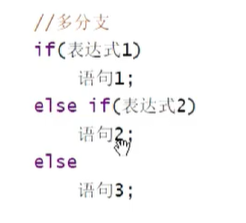 //多分支
if(表达式1)
语句1;
else if(表达式2)
语句2;
else
语句3;